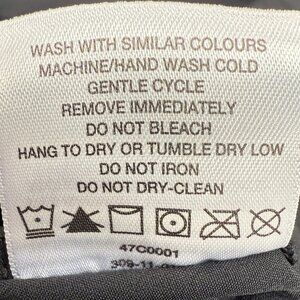 WASH WITH SIMILAR COLOURS
MACHINE/HAND WASH COLD
GENTLE CYCLE
REMOVE IMMEDIATELY
DO NOT BLEACH
HANG TO DRY OR TUMBLE DRY LOW
DO NOT IRON
DO NOT DRY-CLEAN
47C0001